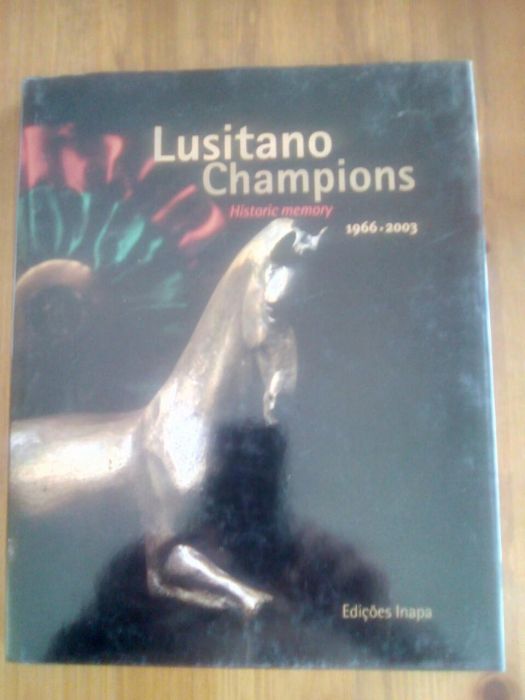 Lusitano
Champions
Historic memory
1966 • 2003
Edições Inapa